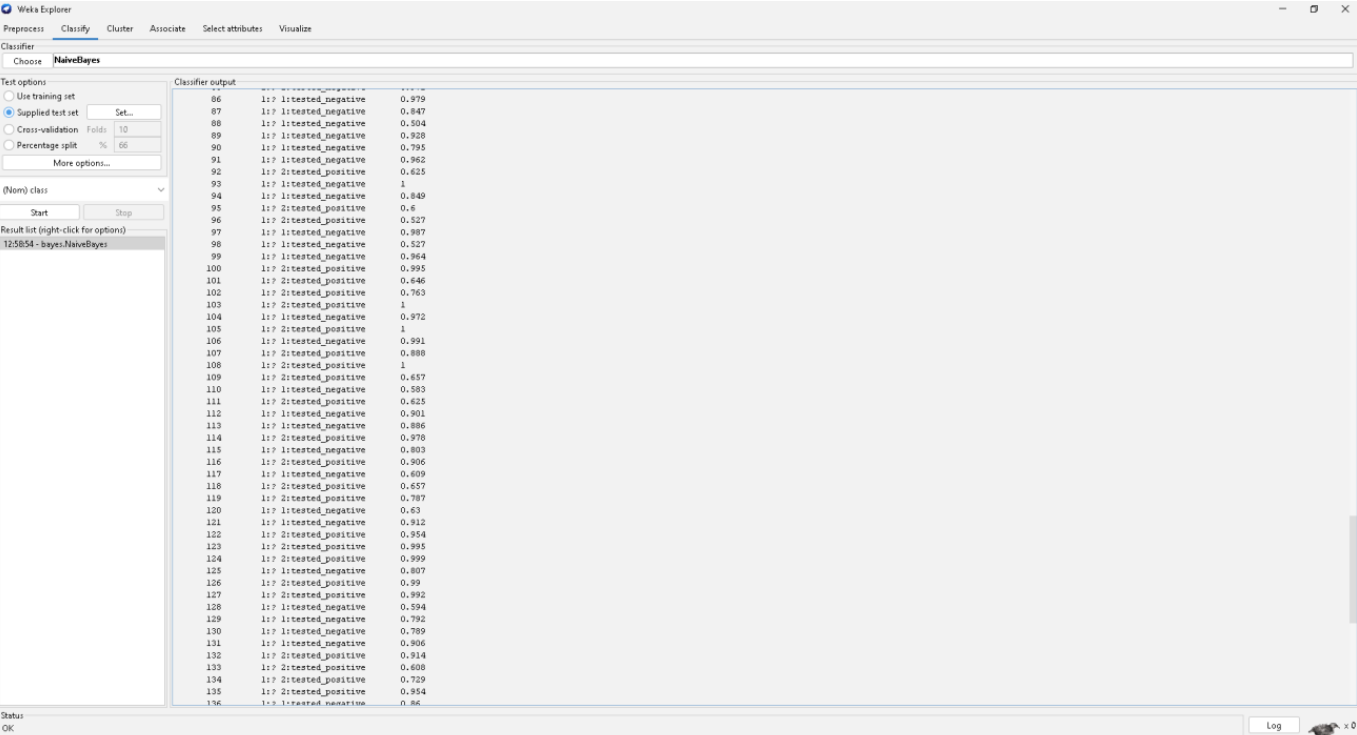 Weka Explorer
Preprocess Classify Cluster Associate Select attributes Visualize
Classifier
Choose NaiveBayes
Test options
Use training set
Supplied test set Set...
Cross-validation Folds 10
Percentage split % 66
More options...
(Nom) class
Start Stop
Result list (right-click for options)
12:58:54 - bayes.NaiveBayes
Classifier output
86 1:? 1:tested_negative 0.979
87 1:? 1:tested_negative 0.847
88 1:? 1:tested_negative 0.504
89 1:? 1:tested_negative 0.928
90 1:? 1:tested_negative 0.795
91 1:? 1:tested_negative 0.962
92 1:? 2:tested_positive 0.625
93 1:? 1:tested_negative 1
94 1:? 1:tested_negative 0.849
95 1:? 2:tested_positive 0.6
96 1:? 2:tested_positive 0.527
97 1:? 1:tested_negative 0.987
98 1:? 1:tested_negative 0.527
99 1:? 1:tested_negative 0.964
100 1:? 2:tested_positive 0.995
101 1:? 2:tested_positive 0.646
102 1:? 2:tested_positive 0.763
103 1:? 2:tested_positive 1
104 1:? 1:tested_negative 0.972
105 1:? 2:tested_positive 1
106 1:? 1:tested_negative 0.991
107 1:? 2:tested_positive 0.888
108 1:? 2:tested_positive 1
109 1:? 2:tested_positive 0.657
110 1:? 1:tested_negative 0.583
111 1:? 2:tested_positive 0.625
112 1:? 1:tested_negative 0.901
113 1:? 1:tested_negative 0.886
114 1:? 2:tested_positive 0.978
115 1:? 1:tested_negative 0.803
116 1:? 2:tested_positive 0.906
117 1:? 1:tested_negative 0.609
118 1:? 2:tested_positive 0.657
119 1:? 2:tested_positive 0.787
120 1:? 1:tested_negative 0.63
121 1:? 1:tested_negative 0.912
122 1:? 2:tested_positive 0.954
123 1:? 2:tested_positive 0.995
124 1:? 2:tested_positive 0.999
125 1:? 1:tested_negative 0.807
126 1:? 2:tested_positive 0.99
127 1:? 2:tested_positive 0.992
128 1:? 1:tested_negative 0.594
129 1:? 1:tested_negative 0.792
130 1:? 1:tested_negative 0.789
131 1:? 1:tested_negative 0.906
132 1:? 2:tested_positive 0.914
133 1:? 2:tested_positive 0.608
134 1:? 2:tested_positive 0.729
135 1:? 2:tested_positive 0.954
136 1:? 1:tested_negative 0.86
Status
OK
Log x 0